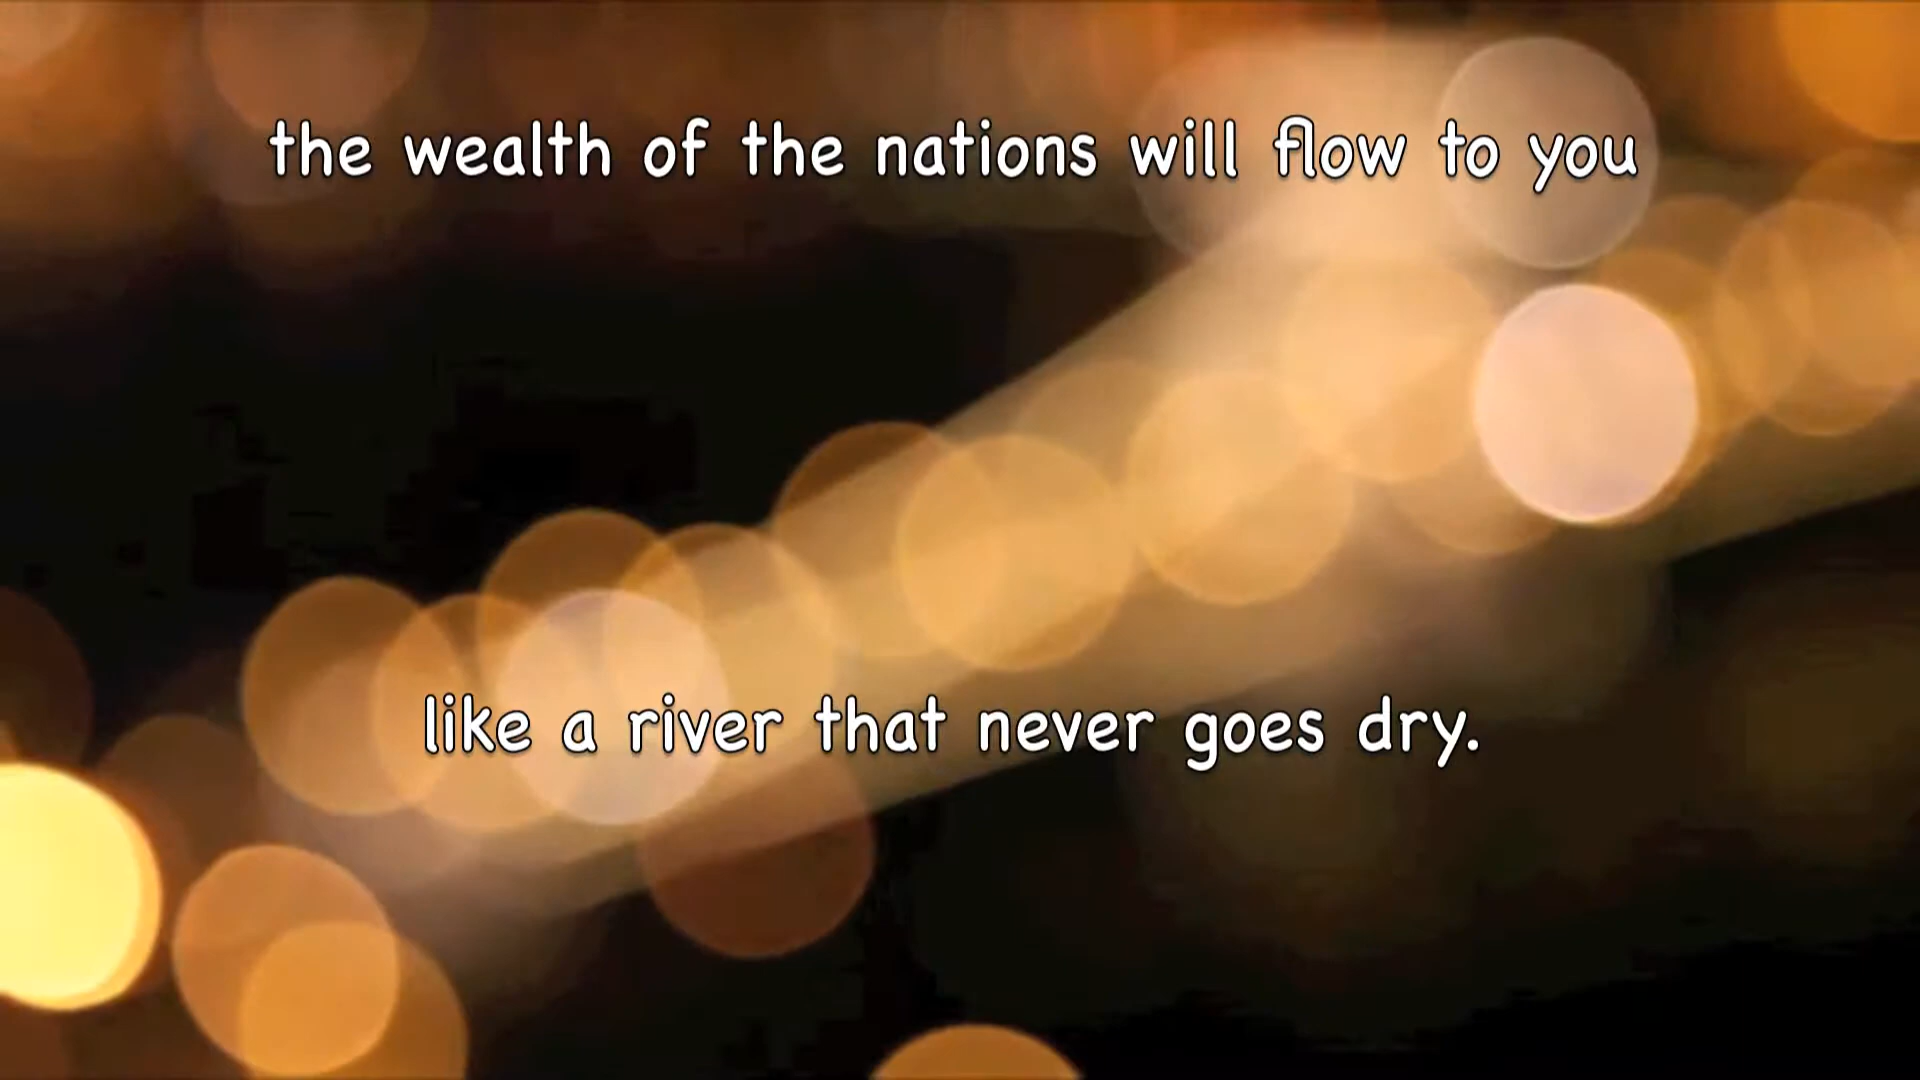 the wealth of the nations will flow to you
like a river that never goes dry.